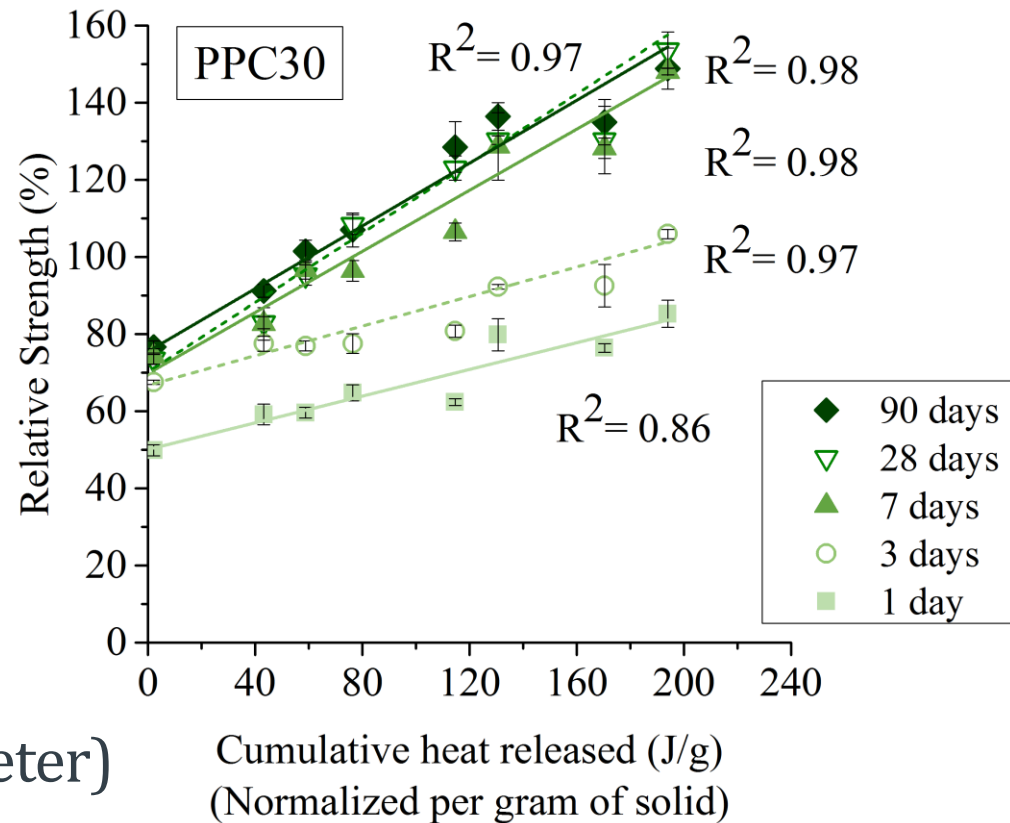 160
140
120
100
80
60
40
20
0
Relative Strength (%)
PPC30
R²= 0.97
R²= 0.98
R²= 0.98
R²= 0.97
R²= 0.86
90 days
28 days
7 days
3 days
1 day
0 40 80 120 160 200 240
eter)
Cumulative heat released (J/g)
(Normalized per gram of solid)